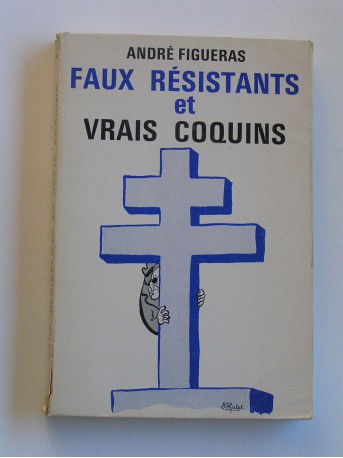 ANDRÉ FIGUERAS
FAUX RÉSISTANTS
et
VRAIS COQUINS